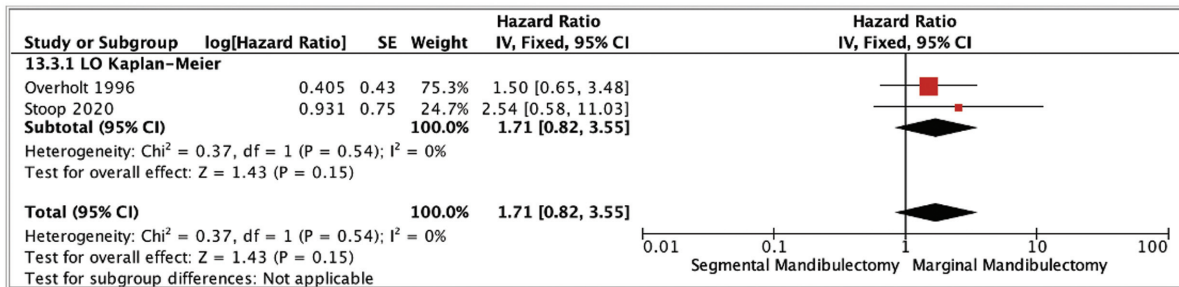 Hazard Ratio Hazard Ratio
Study or Subgroup log[Hazard Ratio] SE Weight IV, Fixed, 95% CI IV, Fixed, 95% CI
13.3.1 LO Kaplan-Meier
Overholt 1996 0.405 0.43 75.3% 1.50 [0.65, 3.48]
Stoop 2020 0.931 0.75 24.7% 2.54 [0.58, 11.03]
Subtotal (95% CI) 100.0% 1.71 [0.82, 3.55]
Heterogeneity: Chi² = 0.37, df = 1 (P = 0.54); I² = 0%
Test for overall effect: Z = 1.43 (P = 0.15)
Total (95% CI) 100.0% 1.71 [0.82, 3.55]
Heterogeneity: Chi² = 0.37, df = 1 (P = 0.54); I² = 0%
Test for overall effect: Z = 1.43 (P = 0.15)
Test for subgroup differences: Not applicable
0.01 0.1 1 10 100
Segmental Mandibulectomy Marginal Mandibulectomy